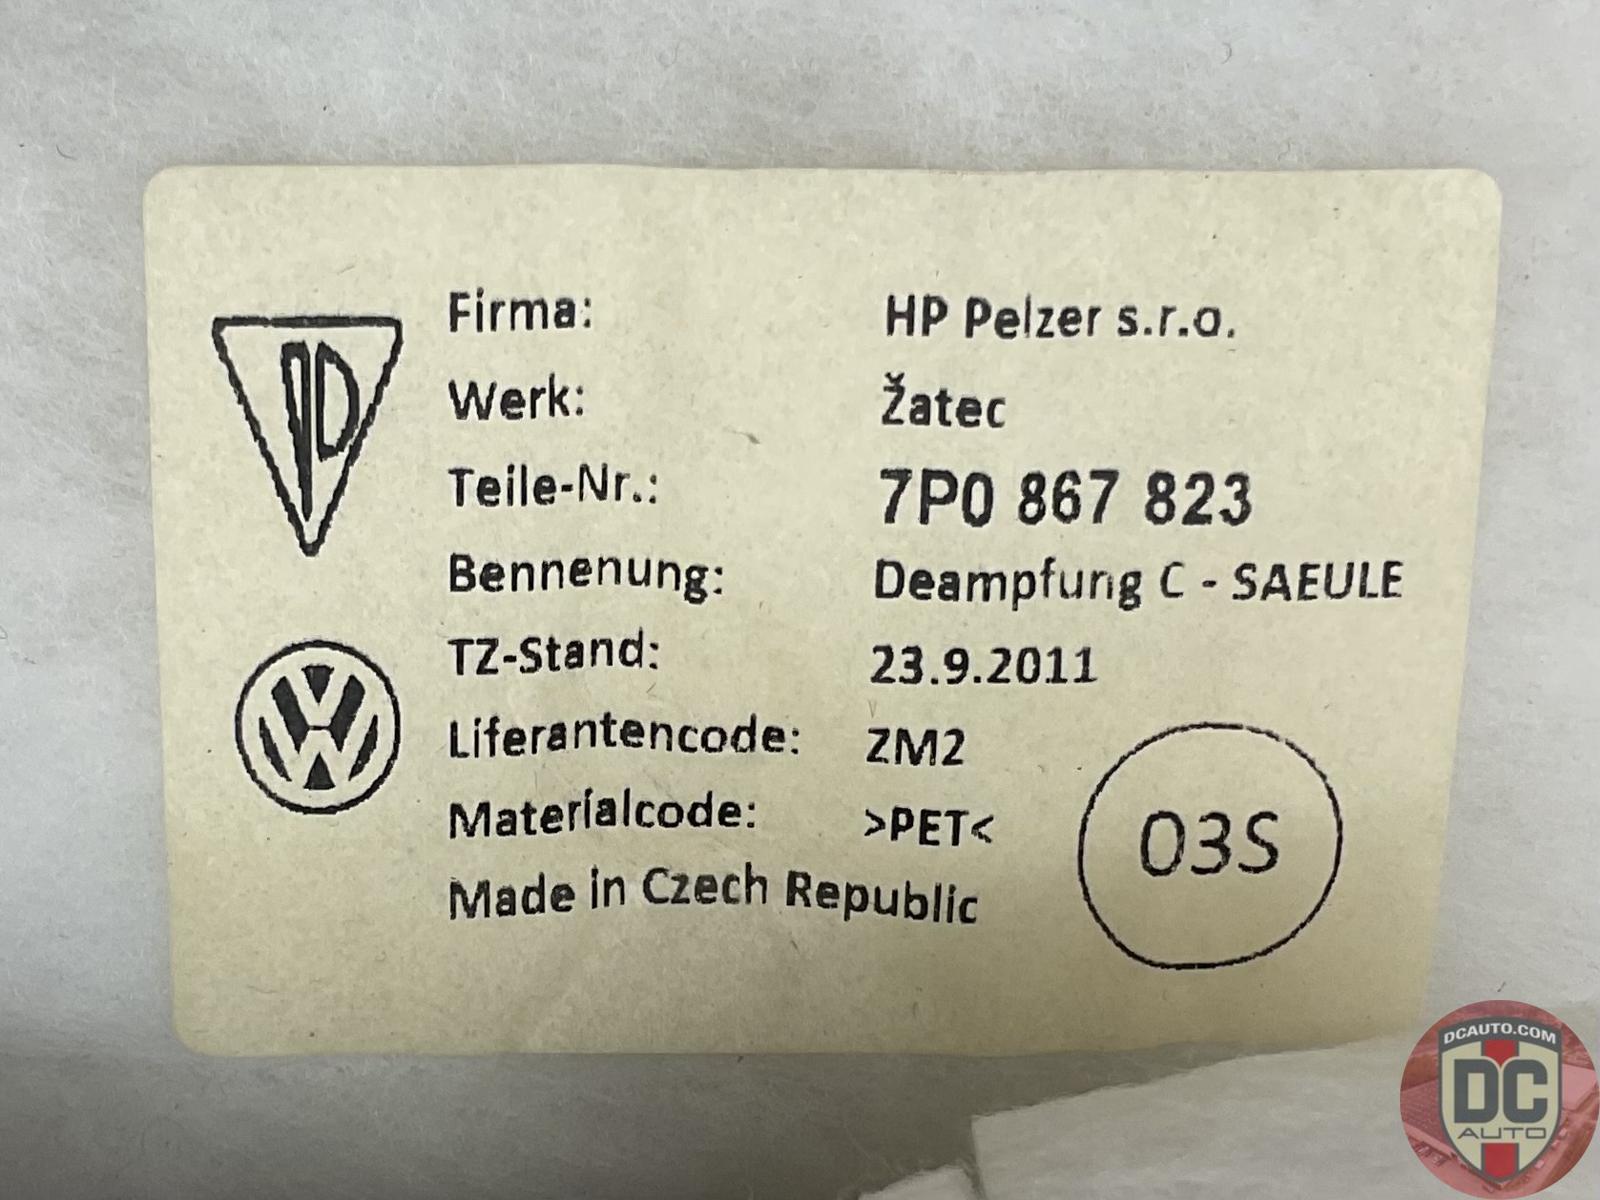 Firma: HP Pelzer s.r.o.
Werk: Žatec
Teile-Nr.: 7P0 867 823
Bennenung: Deampfung C - SAEULE
TZ-Stand: 23.9.2011
Liferantencode: ZM2
Materialcode: >PET<
Made in Czech Republic
03S
DCAUTO.COM
DC
AUTO